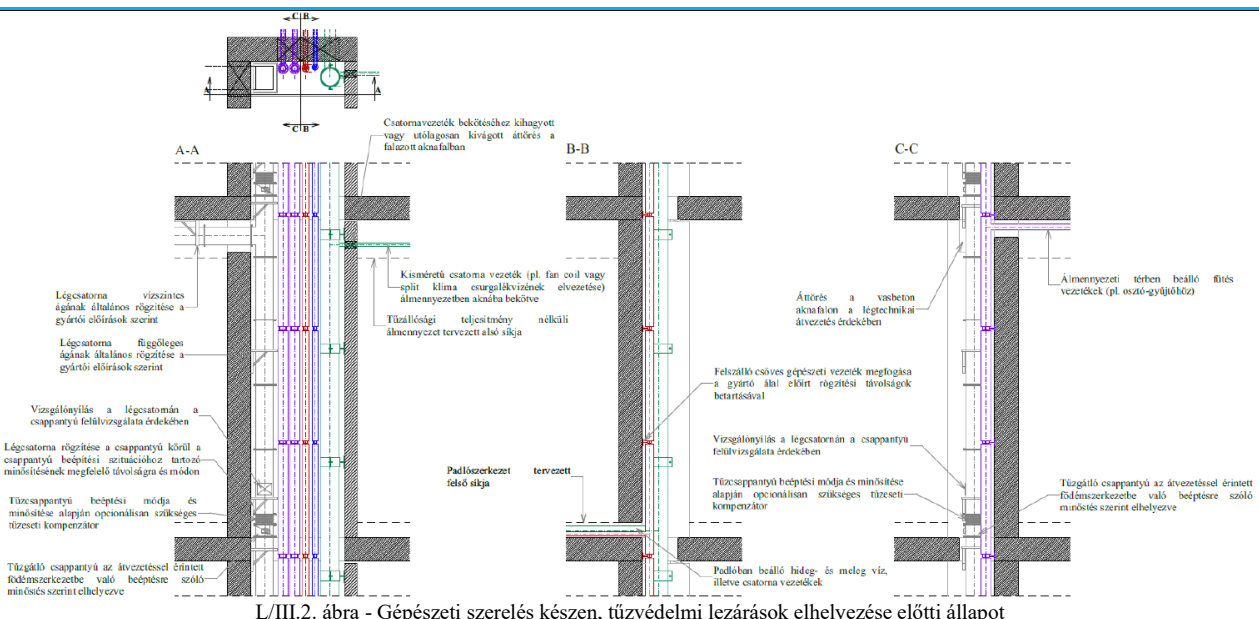 C B
A A
C B
Csatornavezeték bekötéséhez kihagyott
vagy utólagosan kivágott áttörés a
falazott aknafalban
A-A
B-B
C-C
Légcsatorna vízszintes
ágának általános rögzítése a
gyártói előírások szerint
Légcsatorna függőleges
ágának általános rögzítése a
gyártói előírások szerint
Vizsgálónyílás a légcsatornán a
csappantyú felülvizsgálata érdekében
Légcsatorna rögzítése a csappantyú körül a
csappantyú beépítési szituációhoz tartozó
minősítésének megfelelő távolságra és módon
Tűzcsappantyú beéptési módja és
minősítése alapján opcionálisan szükséges
tüzeseti kompenzátor
Tűzgátló csappantyú az átvezetéssel érintett
födémszerkezetbe való beéptésre szóló
minőstés szerint elhelyezve
Kisméretű csatorna vezeték (pl. fan coil vagy
split klíma csurgalékvizének elvezetése)
álmennyezetben aknába bekötve
Tűzállósági teljesítmény nélküli
álmennyezet tervezett alsó síkja
Padlószerkezet tervezett
felső síkja
Áttörés a vasbeton
aknafalon a légtechnikai
átvezetés érdekében
Felszálló csöves gépészeti vezeték megfogása
a gyártó álal előírt rögzítési távolságok
betartásával
Vizsgálónyílás a légcsatornán a csappantyú
felülvizsgálata érdekében
Tűzcsappantyú beépítési módja és minősítése
alapján opcionálisan szükséges tüzeseti
kompenzátor
Padlóban beálló hideg- és meleg víz,
illetve csatorna vezetékek
Álmennyezeti térben beálló fűtés
vezetékek (pl. osztó-gyűjtőhöz)
Tűzgátló csappantyú az átvezetéssel érintett
födémszerkezetbe való beéptésre szóló
minőstés szerint elhelyezve
L/III.2. ábra - Gépészeti szerelés készen, tűzvédelmi lezárások elhelyezése előtti állapot